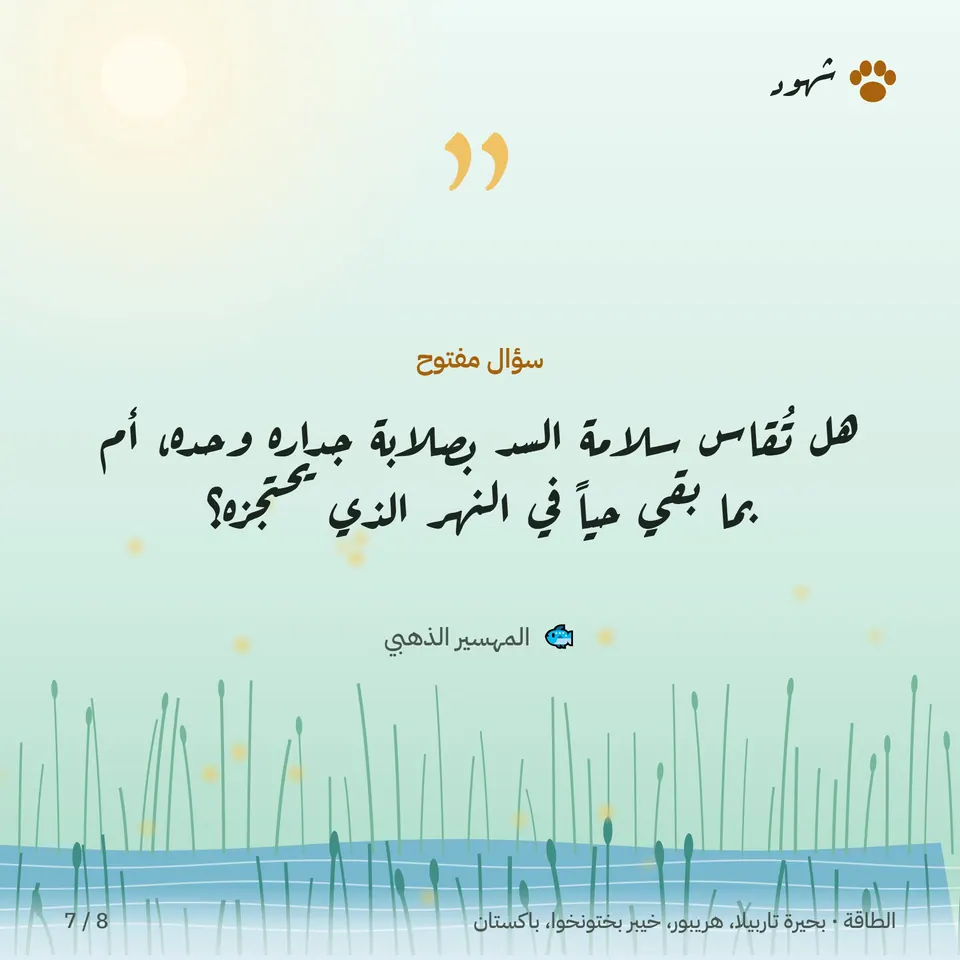 شهود
"
سؤال مفتوح
هل تُقاس سلامة السد بصلابة جداره وحده، أم
بما بقي حياً في النهر الذي يحتجزه؟
المهسير الذهبي
الطاقة · بحيرة تاربيلا، هريبور، خيبر بختونخوا، باكستان
7 / 8